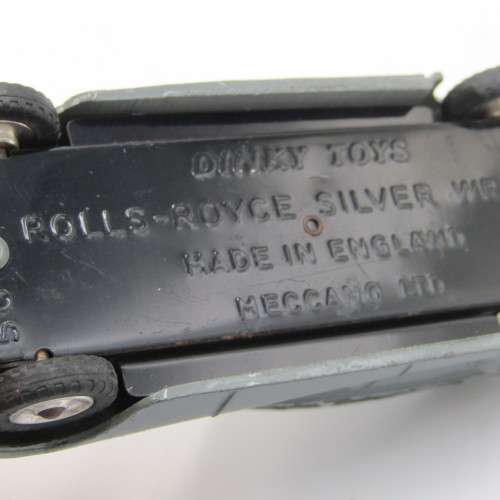 DINKY TOYS
ROLLS-ROYCE SILVER
MADE IN ENGLAND
MECCANO LTD